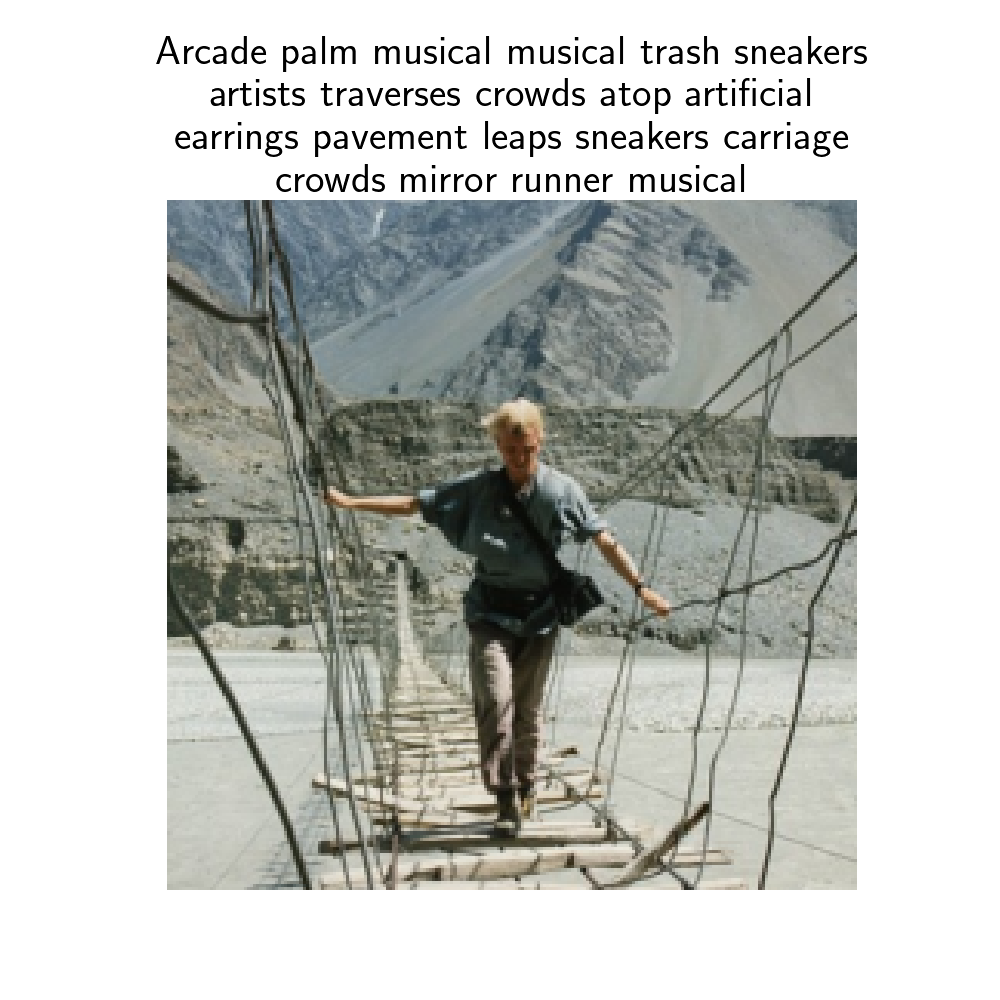 Arcade palm musical musical trash sneakers
artists traverses crowds atop artificial
earrings pavement leaps sneakers carriage
crowds mirror runner musical